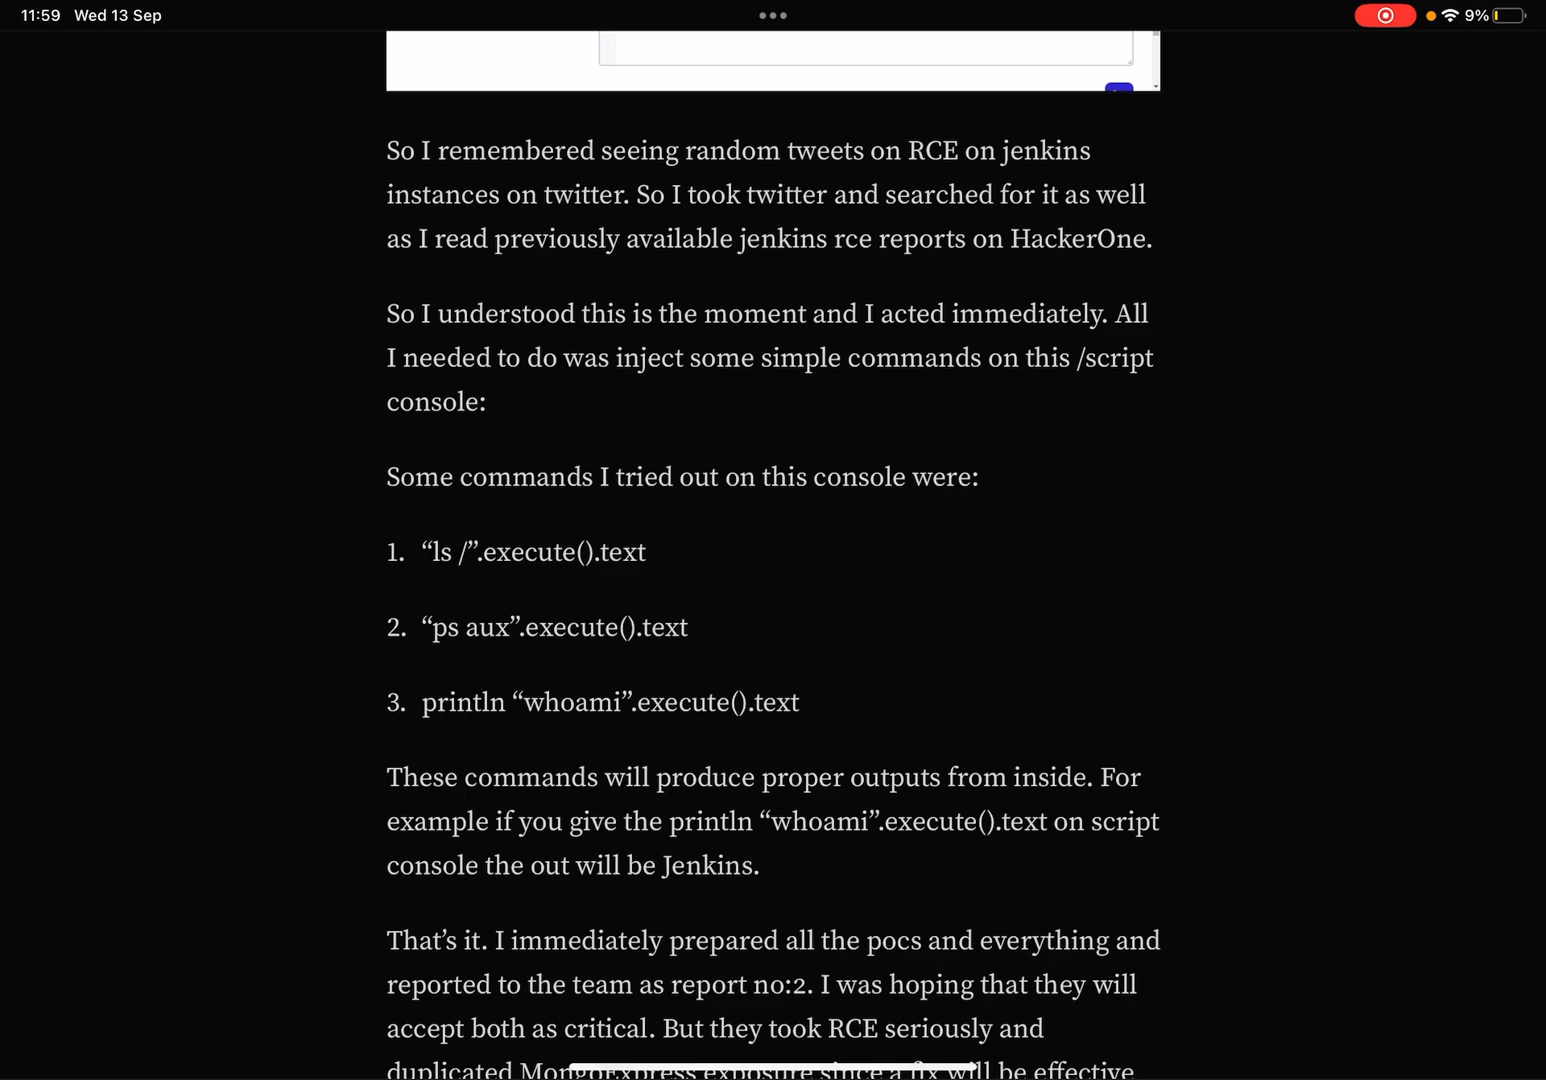 11:59 Wed 13 Sep
9%
So I remembered seeing random tweets on RCE on jenkins
instances on twitter. So I took twitter and searched for it as well
as I read previously available jenkins rce reports on HackerOne.
So I understood this is the moment and I acted immediately. All
I needed to do was inject some simple commands on this /script
console:
Some commands I tried out on this console were:
1. “ls /”.execute().text
2. “ps aux”.execute().text
3. println “whoami”.execute().text
These commands will produce proper outputs from inside. For
example if you give the println “whoami”.execute().text on script
console the out will be Jenkins.
That’s it. I immediately prepared all the pocs and everything and
reported to the team as report no:2. I was hoping that they will
accept both as critical. But they took RCE seriously and
duplicated MongoExpress exposure since a fix will be effective